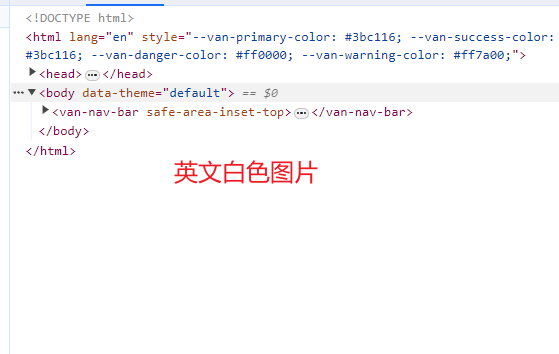 <!DOCTYPE html>
<html lang="en" style="--van-primary-color: #3bc116; --van-success-color:
#3bc116; --van-danger-color: #ff0000; --van-warning-color: #ff7a00;">
<head> ⋯ </head>
⋯ <body data-theme="default"> == $0
<van-nav-bar safe-area-inset-top> ⋯ </van-nav-bar>
</body>
</html>
英文白色图片